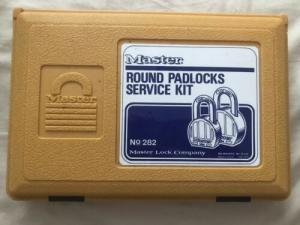 Master
Master
ROUND PADLOCKS
SERVICE KIT
No 282
Master Lock Company